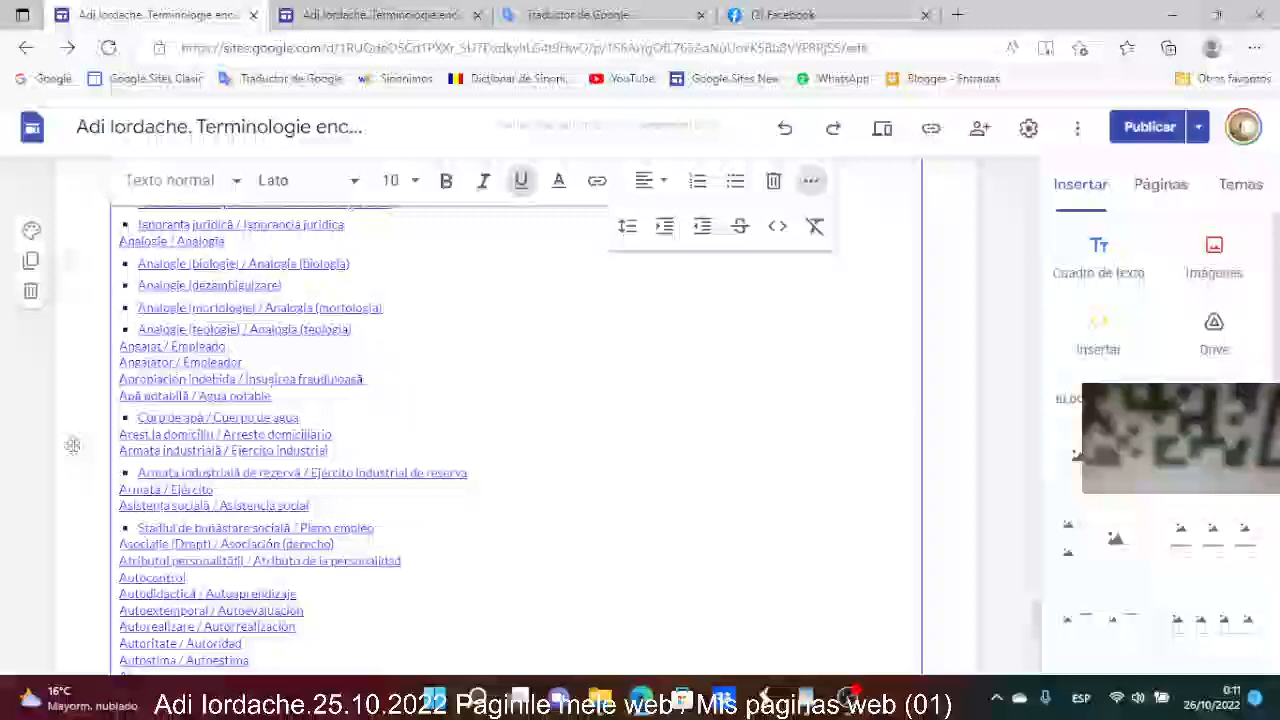 Adi Iordache. Terminologie enc
Adi Iordache. Terminologie enc
Traductor de Google
Facebook
Google
Google Sites Clasic
Traductor de Google
Sinónimos
Dicționar de Sinoni...
YouTube
Google Sites New
WhatsApp
Blogger - Entradas
Otros favoritos
Adi Iordache. Terminologie enc...
Publicar
Texto normal
Lato
10
Insertar
Páginas
Temas
Ignoranța juridică / Ignorancia jurídica
Analogie / Analogía
Analogie (biologie) / Analogía (biología)
Analogie (dezambiguizare)
Analogie (morfologie) / Analogía (morfología)
Analogie (teologie) / Analogía (teología)
Angajat / Empleado
Angajator / Empleador
Apropiación indebida / Însușirea frauduloasă
Apă potabilă / Agua potable
Corp de apă / Cuerpo de agua
Arest la domiciliu / Arresto domiciliario
Armata industrială / Ejercito industrial
Armata industrială de rezervă / Ejército industrial de reserva
Armata / Ejército
Asistența socială / Asistencia social
Stadiul de bunăstare socială / Pleno empleo
Asociație (Drept) / Asociación (derecho)
Atributul personalității / Atributo de la personalidad
Autocontrol
Autodidactică / Autoaprendizaje
Autoextemporal / Autoevaluación
Autorealizare / Autorrealización
Autoritate / Autoridad
Autostima / Autoestima
Cuadro de texto
Imágenes
Insertar
Drive
16°C
Mayorm. nublado
Adi Iordache.25.10.2022 Paginile mele web / Mis páginas web (01)
ESP
0:11
26/10/2022